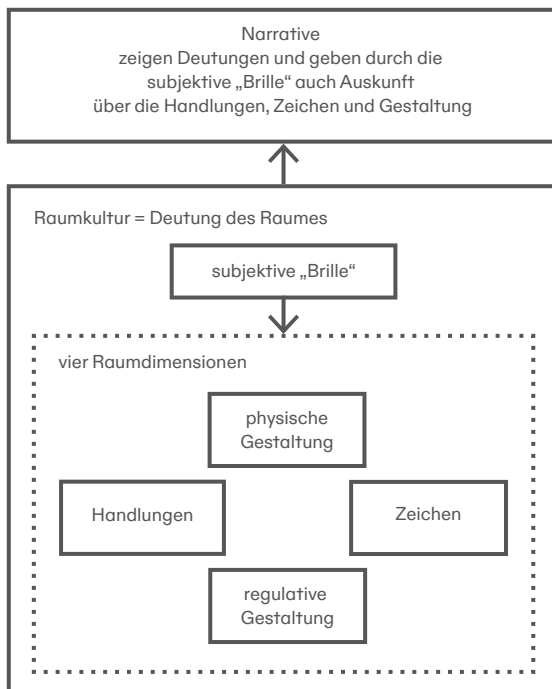 Narrative
zeigen Deutungen und geben durch die
subjektive „Brille“ auch Auskunft
über die Handlungen, Zeichen und Gestaltung
Raumkultur = Deutung des Raumes
subjektive „Brille“
vier Raumdimensionen
physische
Gestaltung
Handlungen
Zeichen
regulative
Gestaltung